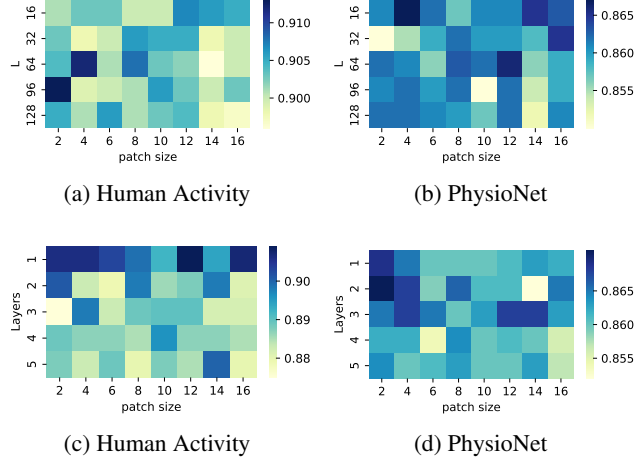 16
32
64
96
128
L
2 4 6 8 10 12 14 16
patch size
0.910
0.905
0.900
(a) Human Activity
16
32
64
96
128
L
2 4 6 8 10 12 14 16
patch size
0.865
0.860
0.855
(b) PhysioNet
1
2
3
4
5
Layers
2 4 6 8 10 12 14 16
patch size
0.90
0.89
0.88
(c) Human Activity
1
2
3
4
5
Layers
2 4 6 8 10 12 14 16
patch size
0.865
0.860
0.855
(d) PhysioNet